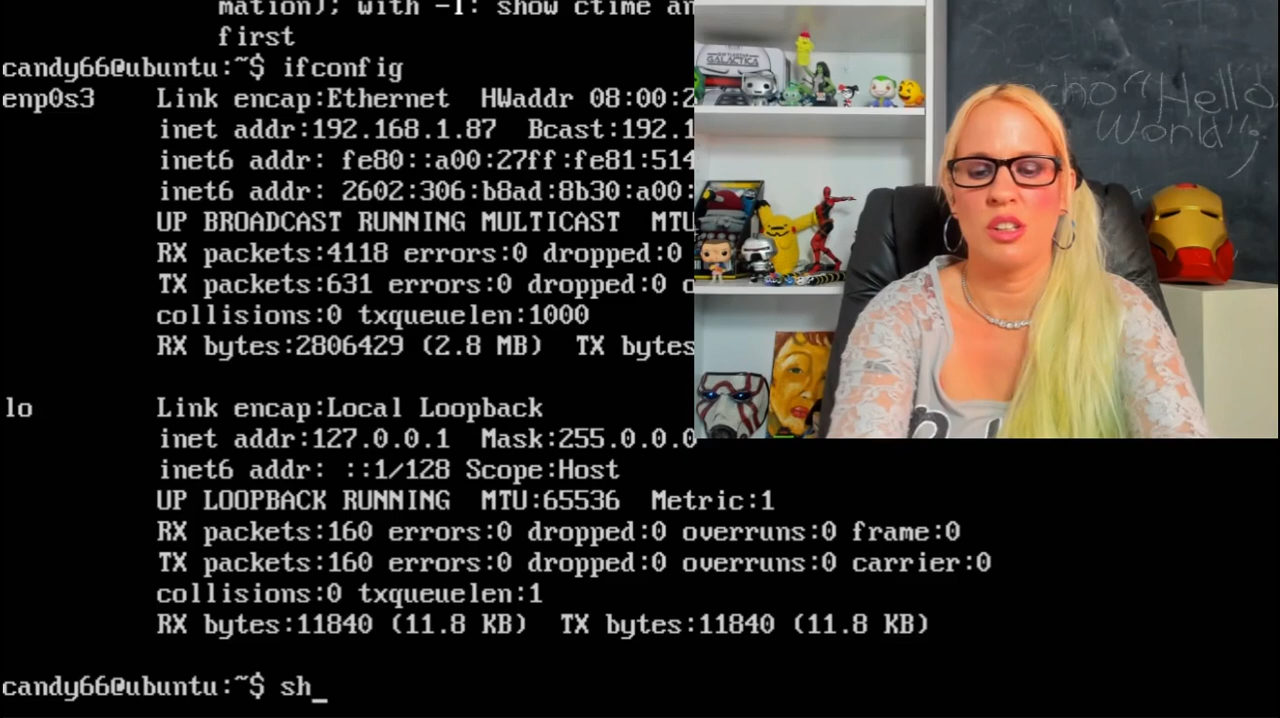 mation); with -l: show ctime an
first
candy66@ubuntu:~$ ifconfig
enp0s3 Link encap:Ethernet HWaddr 08:00:2
inet addr:192.168.1.87 Bcast:192.1
inet6 addr: fe80::a00:27ff:fe81:514
inet6 addr: 2602:306:b8ad:8b30:a00:
UP BROADCAST RUNNING MULTICAST MTU
RX packets:4118 errors:0 dropped:0
TX packets:631 errors:0 dropped:0 o
collisions:0 txqueuelen:1000
RX bytes:2806429 (2.8 MB) TX bytes
lo Link encap:Local Loopback
inet addr:127.0.0.1 Mask:255.0.0.0
inet6 addr: ::1/128 Scope:Host
UP LOOPBACK RUNNING MTU:65536 Metric:1
RX packets:160 errors:0 dropped:0 overruns:0 frame:0
TX packets:160 errors:0 dropped:0 overruns:0 carrier:0
collisions:0 txqueuelen:1
RX bytes:11840 (11.8 KB) TX bytes:11840 (11.8 KB)
candy66@ubuntu:~$ sh_
GALACTICA
cho "Hello
World";